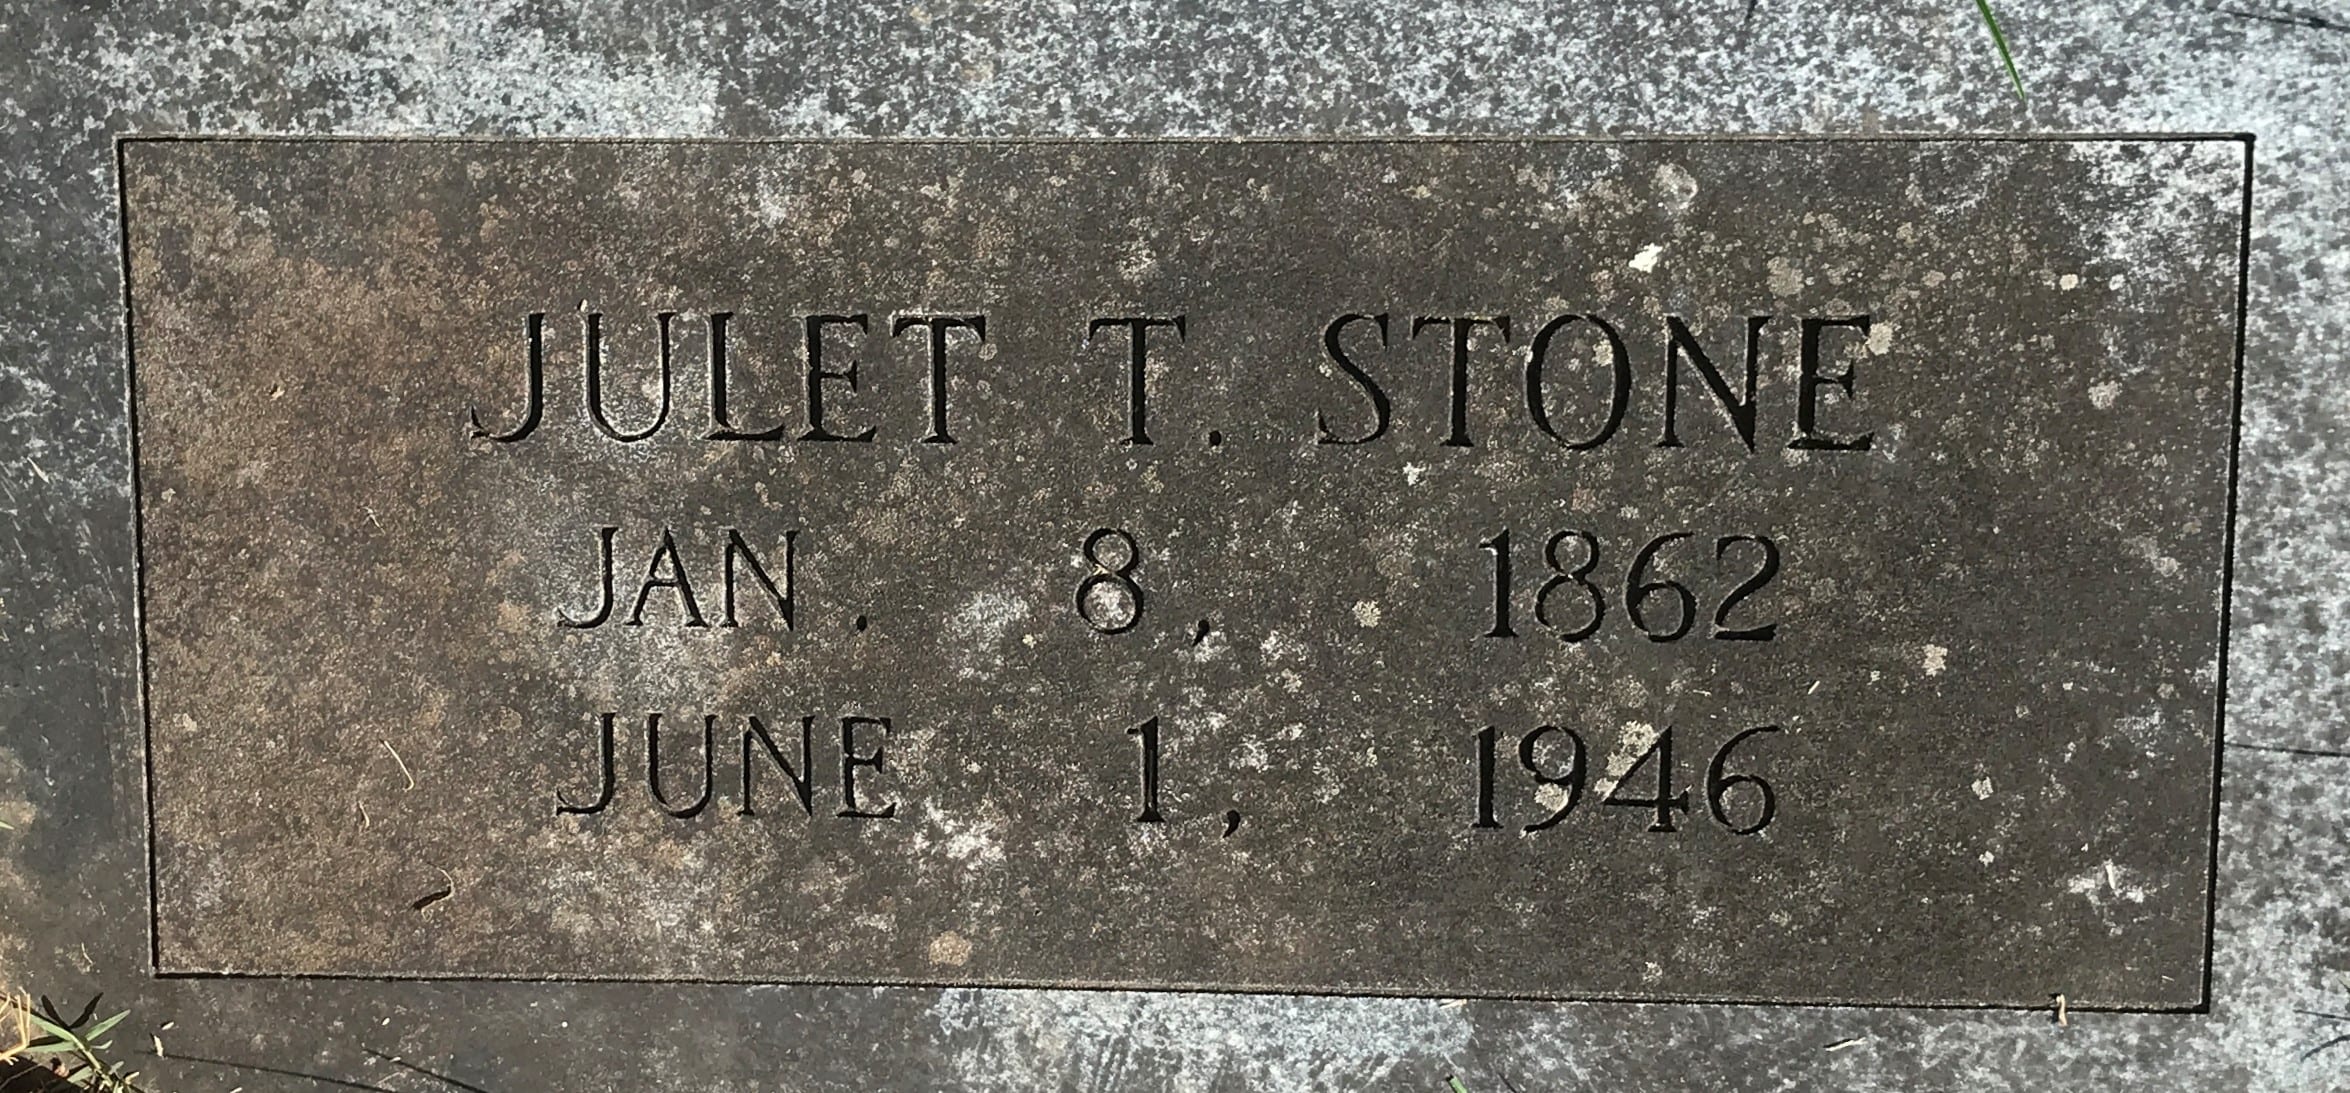 JULET T. STONE
JAN. 8, 1862
JUNE 1, 1946